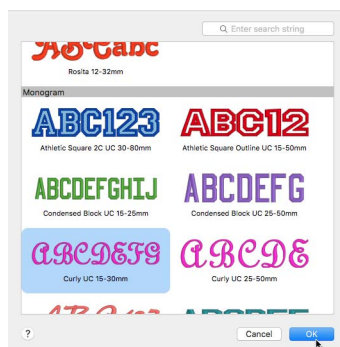 Enter search string
AaBCabc
Rosita 12-32mm
Monogram
ABC123
ABC12
Athletic Square 2C UC 30-80mm
Athletic Square Outline UC 15-50mm
ABCDEFGHIJ
ABCDEFG
Condensed Block UC 15-25mm
Condensed Block UC 25-50mm
ABCDEFG
ABCDE
Curly UC 15-30mm
Curly UC 25-50mm
?
Cancel
OK